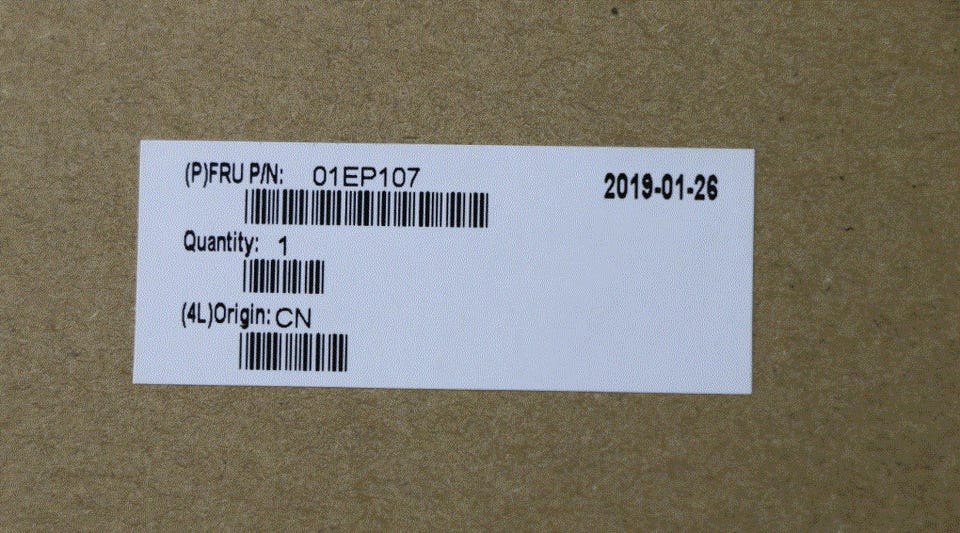 (P)FRU P/N: 01EP107
2019-01-26
Quantity: 1
(4L)Origin: CN